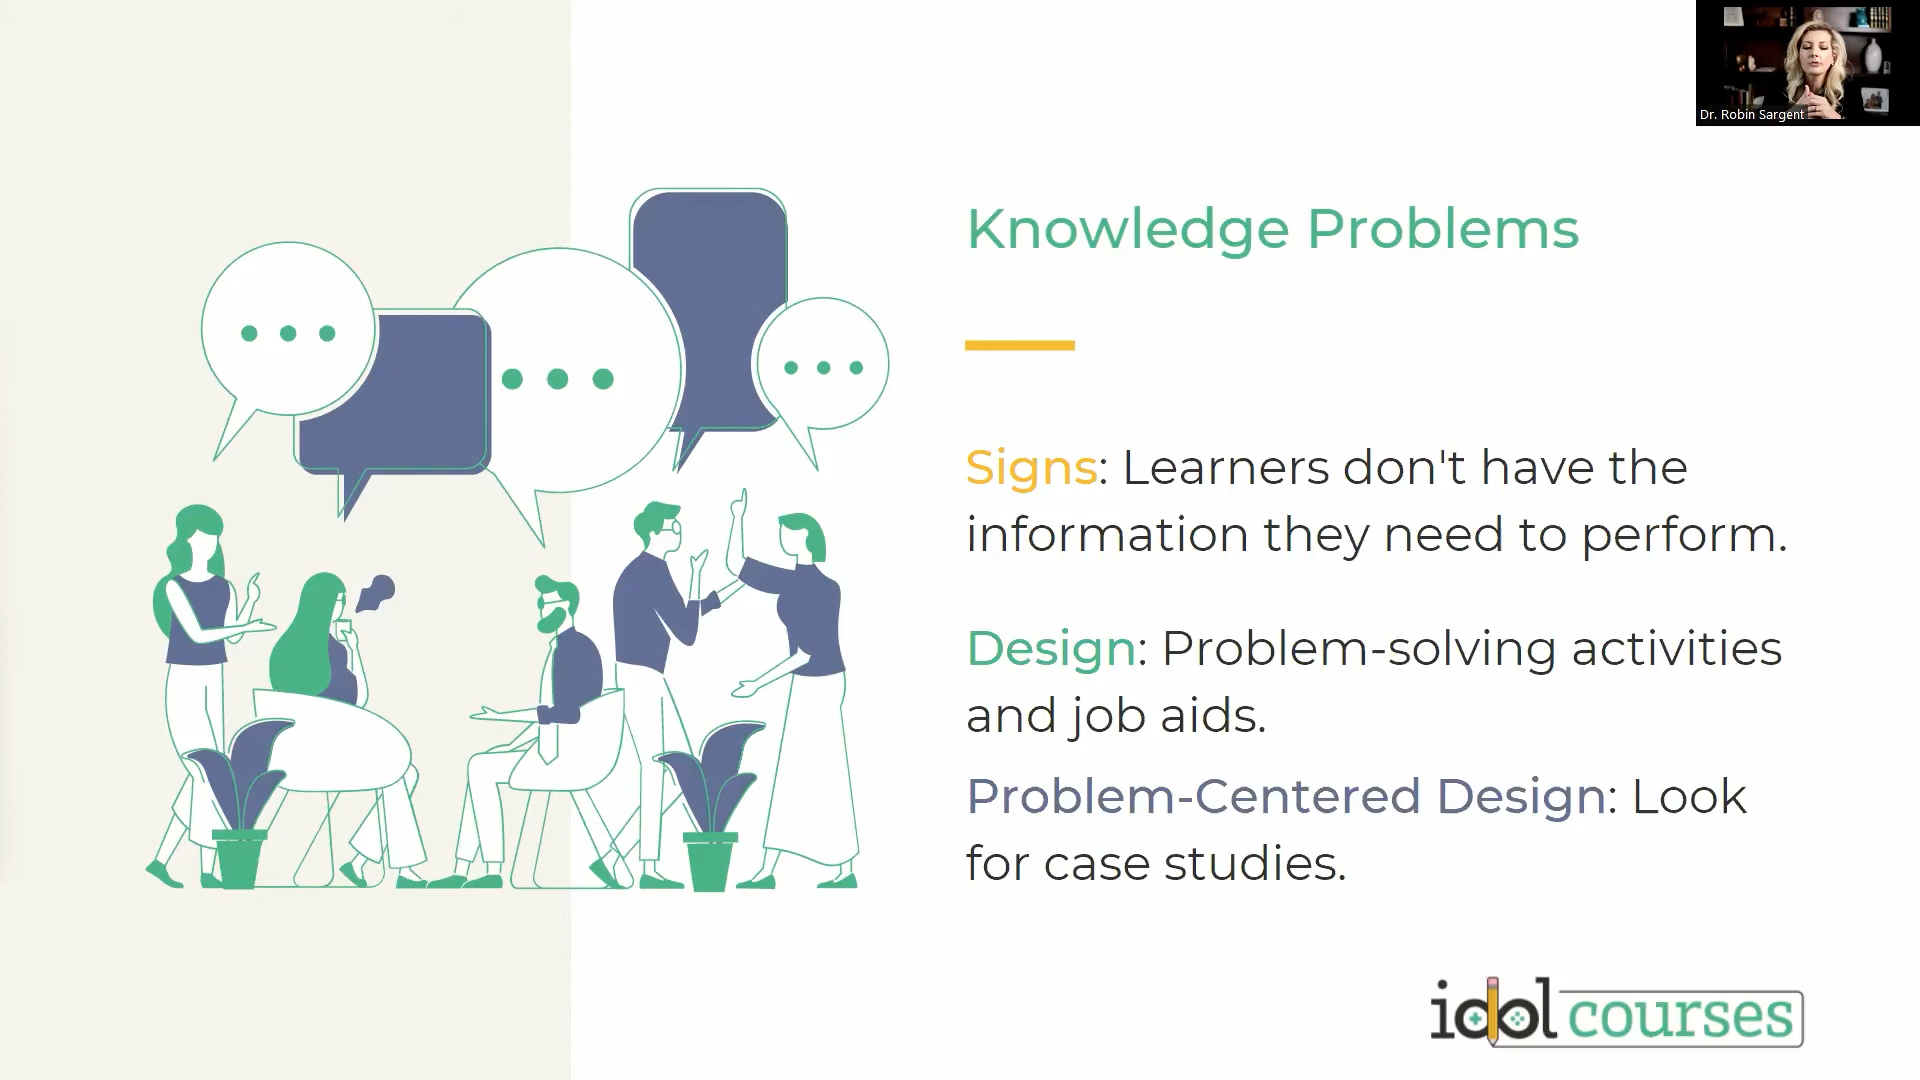 Dr. Robin Sargent
Knowledge Problems
Signs: Learners don't have the
information they need to perform.
Design: Problem-solving activities
and job aids.
Problem-Centered Design: Look
for case studies.
idol courses